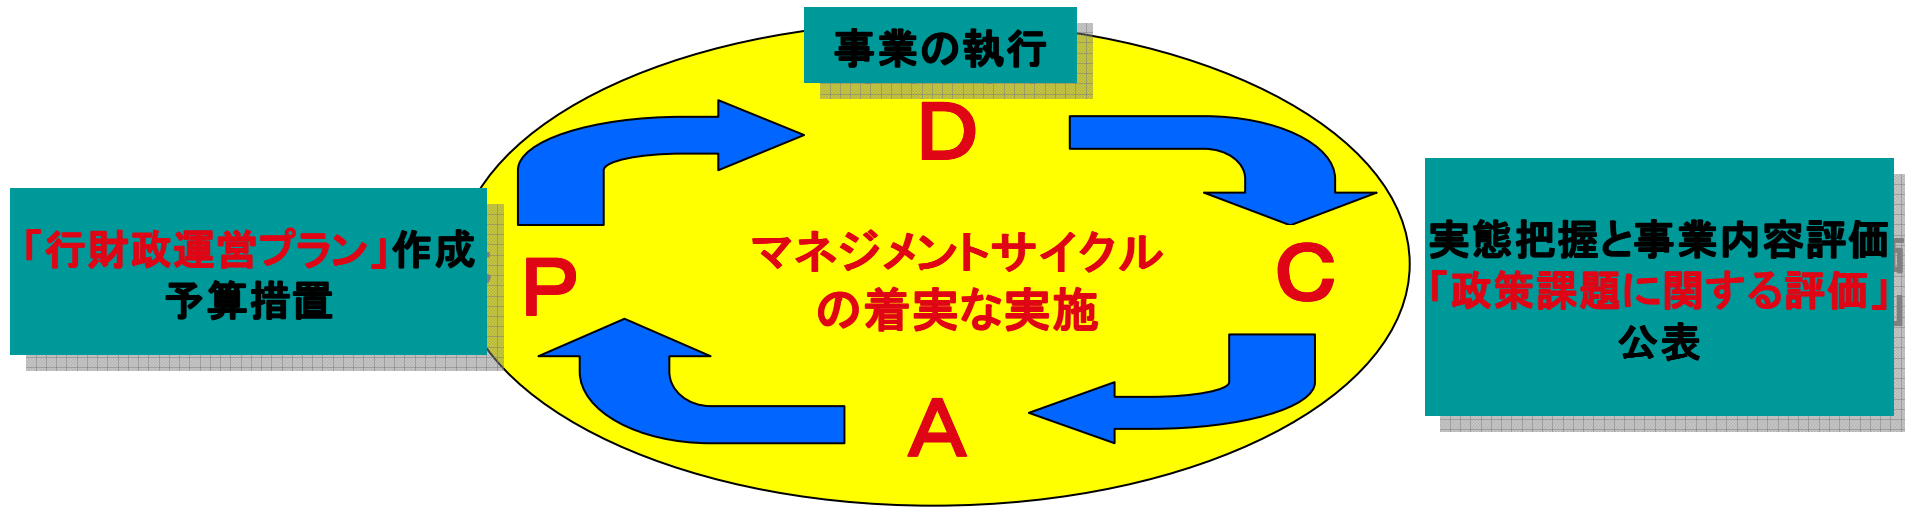 事業の執行
D
「行財政運営プラン」作成
予算措置
P
マネジメントサイクル
の着実な実施
C
実態把握と事業内容評価
「政策課題に関する評価」
公表
A